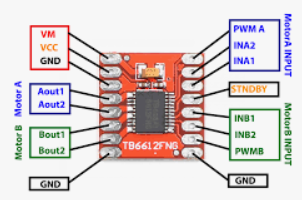 VM
VCC
GND
Motor A
Aout1
Aout2
Motor B
Bout1
Bout2
GND
TB6612FNG
PWM A
INA2
INA1
MotorA INPUT
STNDBY
INB1
INB2
PWMB
MotorB INPUT
GND